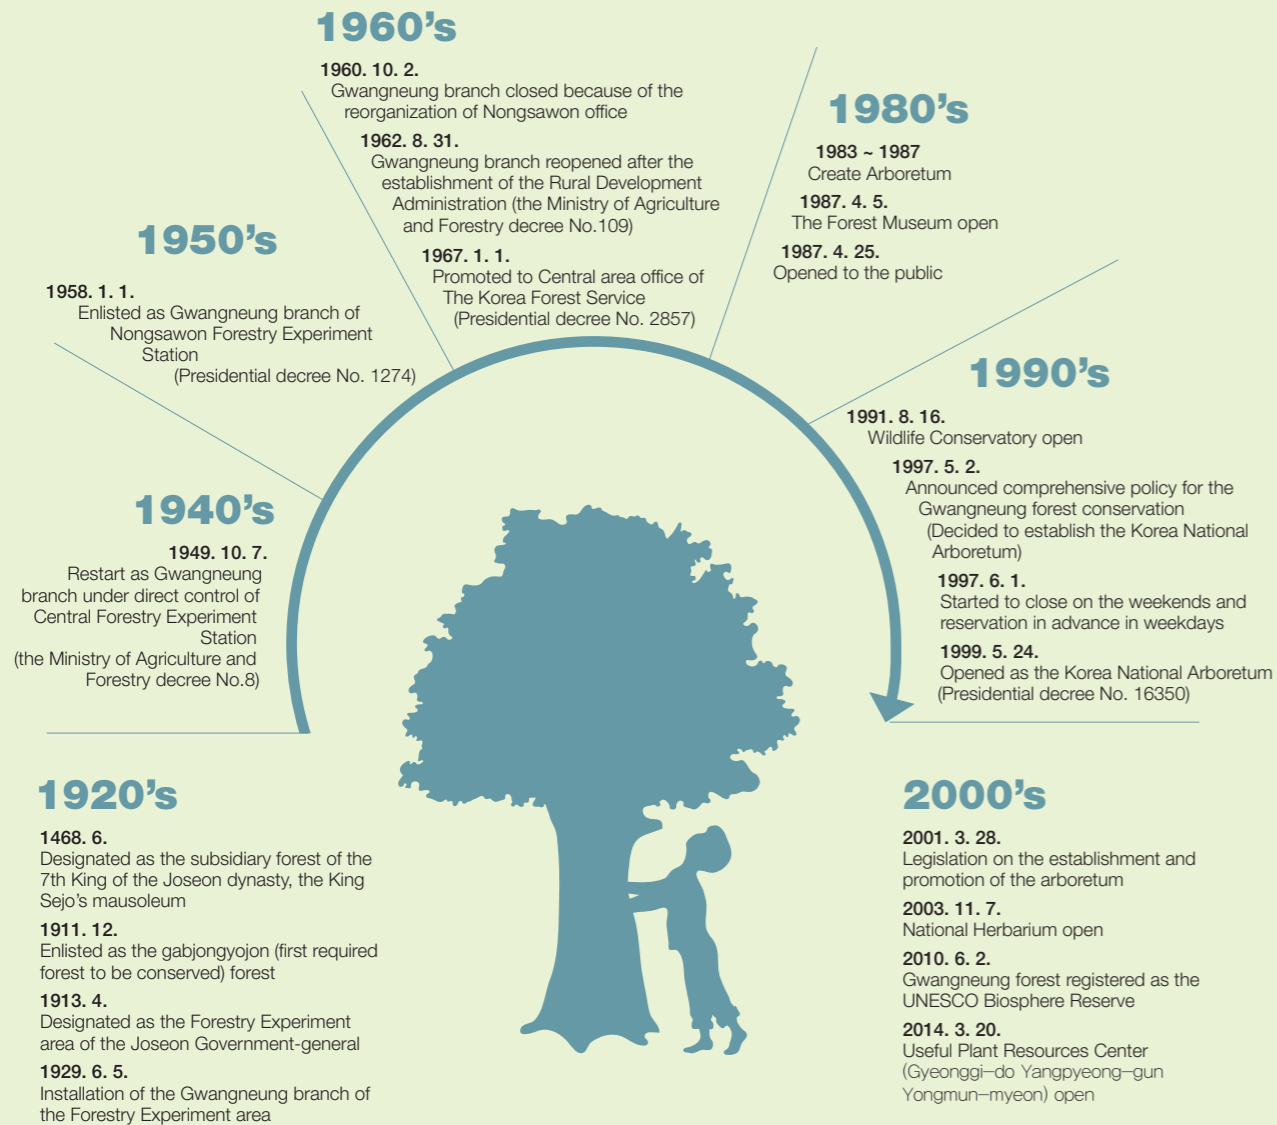 1920's
1468. 6.
Designated as the subsidiary forest of the
7th King of the Joseon dynasty, the King
Sejo's mausoleum
1911. 12.
Enlisted as the gabjongyojon (first required
forest to be conserved) forest
1913. 4.
Designated as the Forestry Experiment
area of the Joseon Government-general
1929. 6. 5.
Installation of the Gwangneung branch of
the Forestry Experiment area
1940's
1949. 10. 7.
Restart as Gwangneung
branch under direct control of
Central Forestry Experiment
Station
(the Ministry of Agriculture and
Forestry decree No.8)
1950's
1958. 1. 1.
Enlisted as Gwangneung branch of
Nongsawon Forestry Experiment
Station
(Presidential decree No. 1274)
1960's
1960. 10. 2.
Gwangneung branch closed because of the
reorganization of Nongsawon office
1962. 8. 31.
Gwangneung branch reopened after the
establishment of the Rural Development
Administration (the Ministry of Agriculture
and Forestry decree No.109)
1967. 1. 1.
Promoted to Central area office of
The Korea Forest Service
(Presidential decree No. 2857)
1980's
1983 ~ 1987
Create Arboretum
1987. 4. 5.
The Forest Museum open
1987. 4. 25.
Opened to the public
1990's
1991. 8. 16.
Wildlife Conservatory open
1997. 5. 2.
Announced comprehensive policy for the
Gwangneung forest conservation
(Decided to establish the Korea National
Arboretum)
1997. 6. 1.
Started to close on the weekends and
reservation in advance in weekdays
1999. 5. 24.
Opened as the Korea National Arboretum
(Presidential decree No. 16350)
2000's
2001. 3. 28.
Legislation on the establishment and
promotion of the arboretum
2003. 11. 7.
National Herbarium open
2010. 6. 2.
Gwangneung forest registered as the
UNESCO Biosphere Reserve
2014. 3. 20.
Useful Plant Resources Center
(Gyeonggi–do Yangpyeong–gun
Yongmun–myeon) open